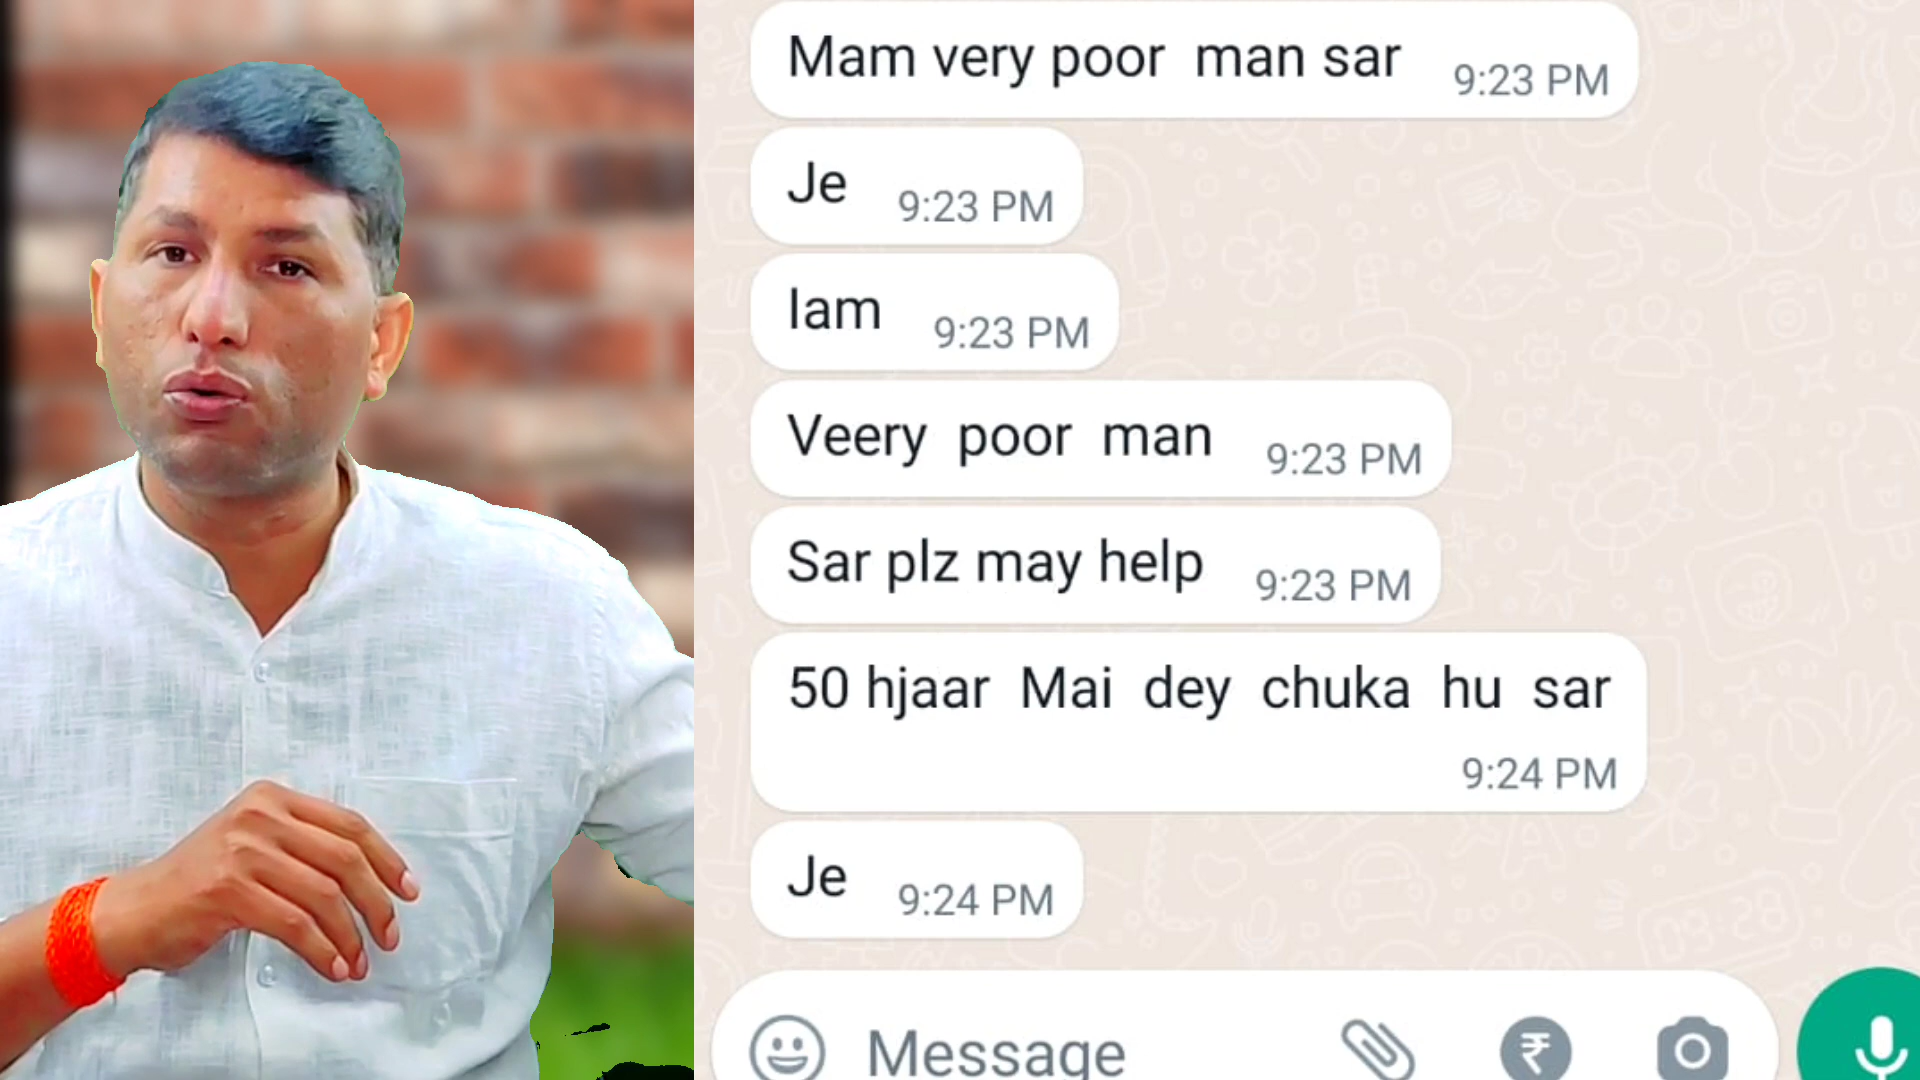 Mam very poor man sar 9:23 PM
Je 9:23 PM
Iam 9:23 PM
Veery poor man 9:23 PM
Sar plz may help 9:23 PM
50 hjaar Mai dey chuka hu sar
9:24 PM
Je 9:24 PM
Message